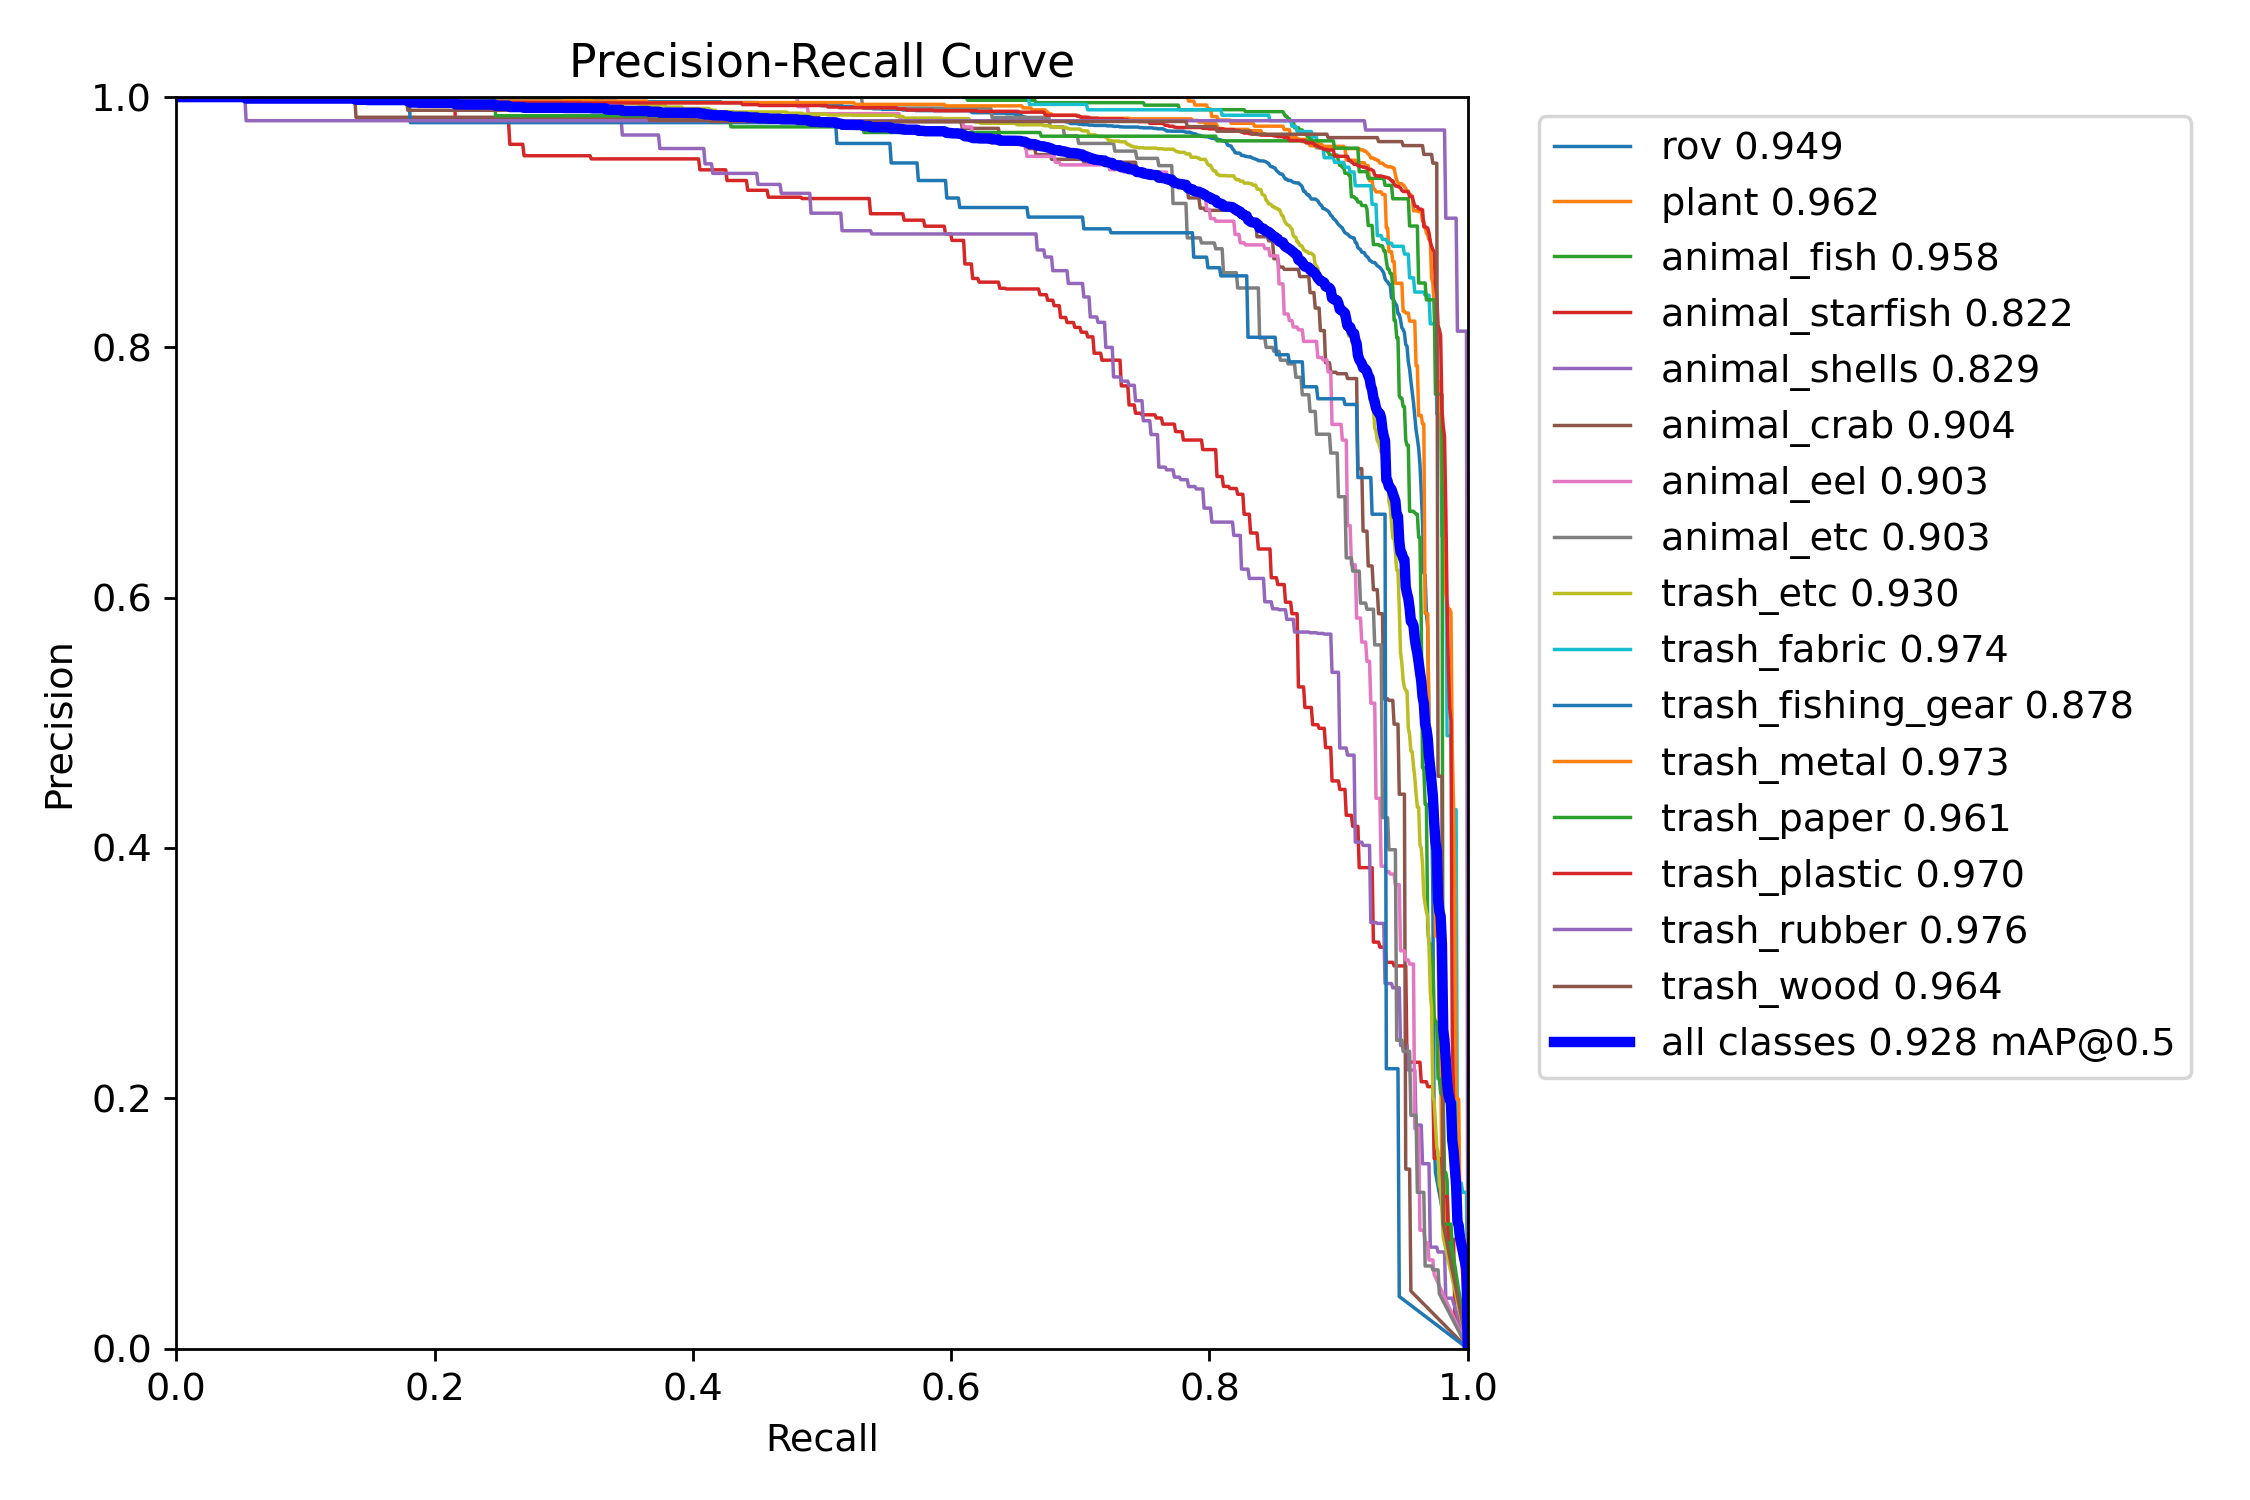 Precision-Recall Curve
1.0
0.8
0.6
0.4
0.2
0.0
Precision
0.0 0.2 0.4 0.6 0.8 1.0
Recall
rov 0.949
plant 0.962
animal_fish 0.958
animal_starfish 0.822
animal_shells 0.829
animal_crab 0.904
animal_eel 0.903
animal_etc 0.903
trash_etc 0.930
trash_fabric 0.974
trash_fishing_gear 0.878
trash_metal 0.973
trash_paper 0.961
trash_plastic 0.970
trash_rubber 0.976
trash_wood 0.964
all classes 0.928 mAP@0.5